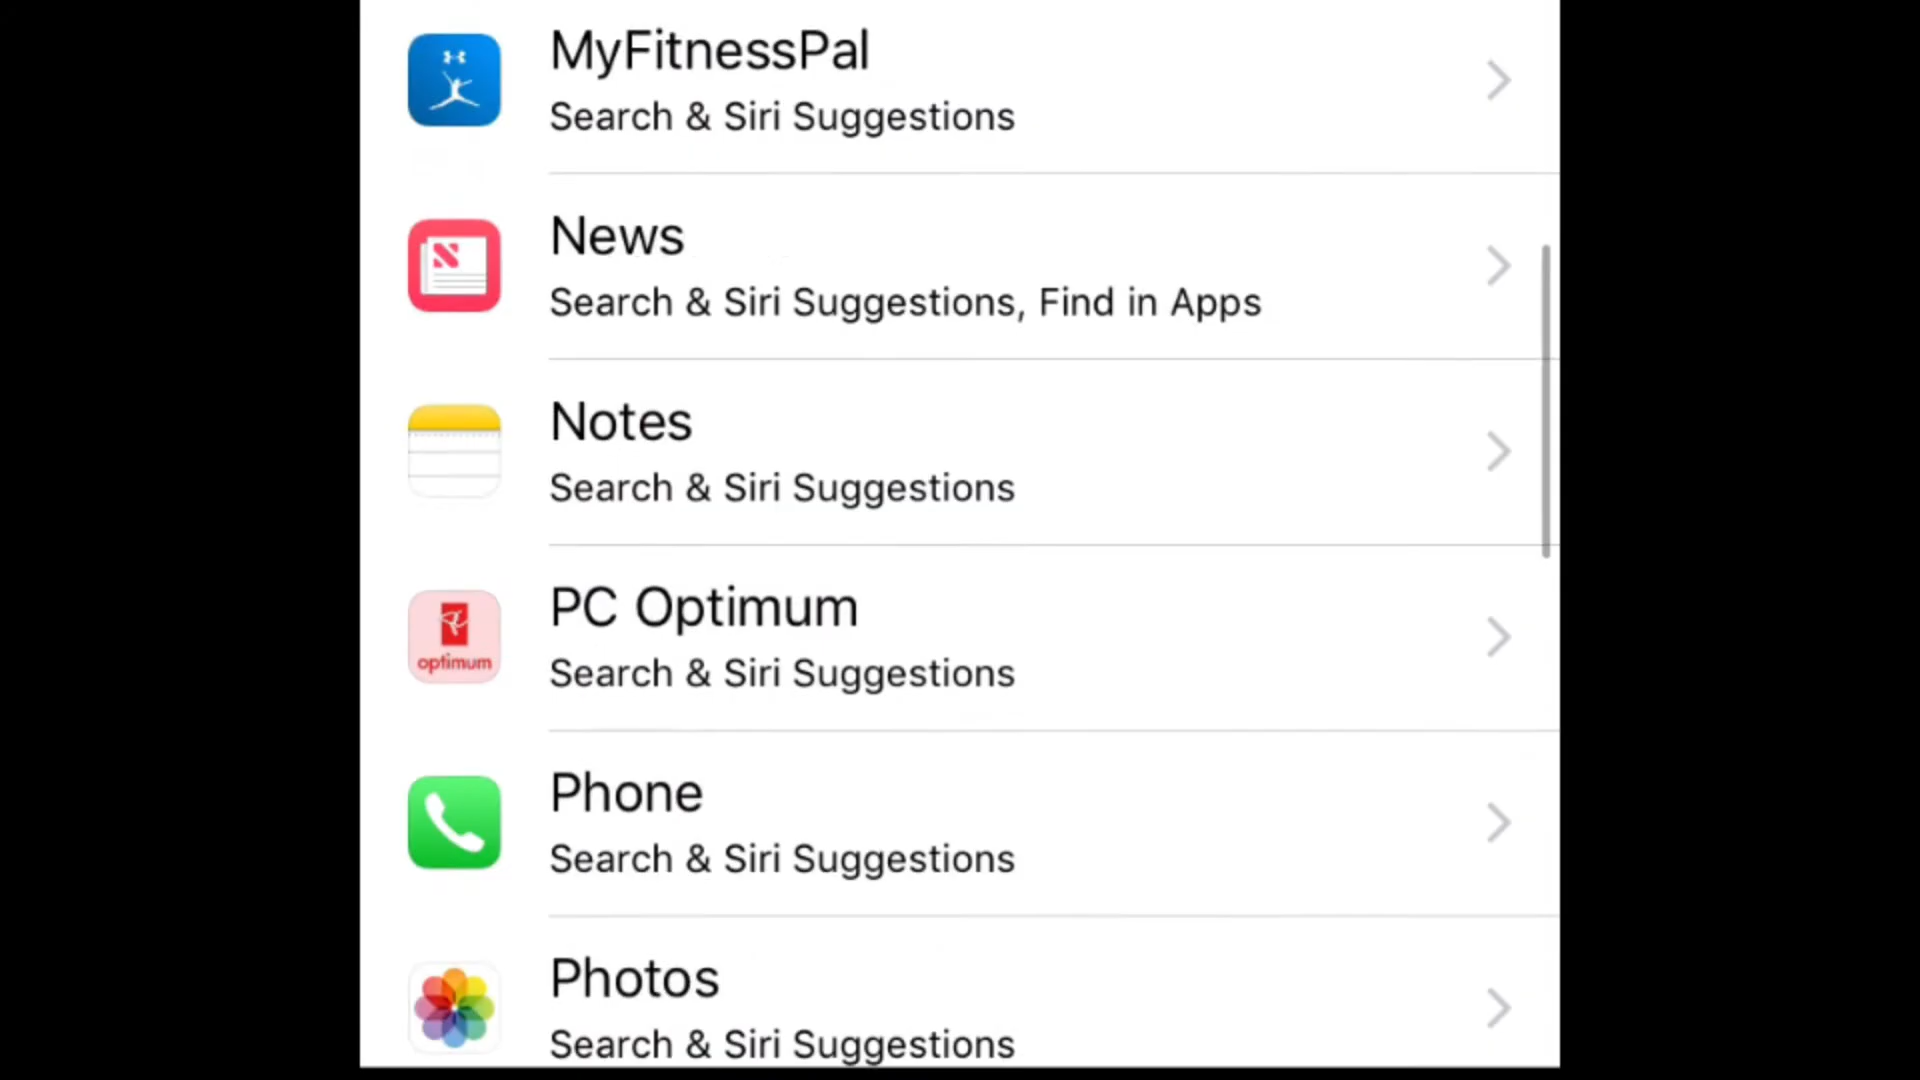 MyFitnessPal
Search & Siri Suggestions
News
Search & Siri Suggestions, Find in Apps
Notes
Search & Siri Suggestions
optimum
PC Optimum
Search & Siri Suggestions
Phone
Search & Siri Suggestions
Photos
Search & Siri Suggestions